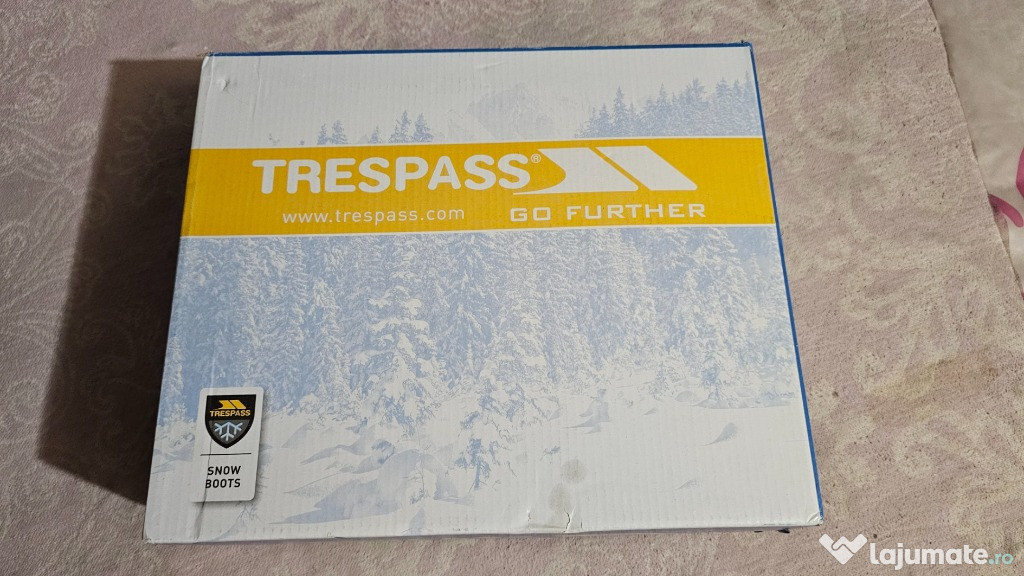 TRESPASS®
www.trespass.com GO FURTHER
TRESPASS
SNOW
BOOTS
lajumate.ro